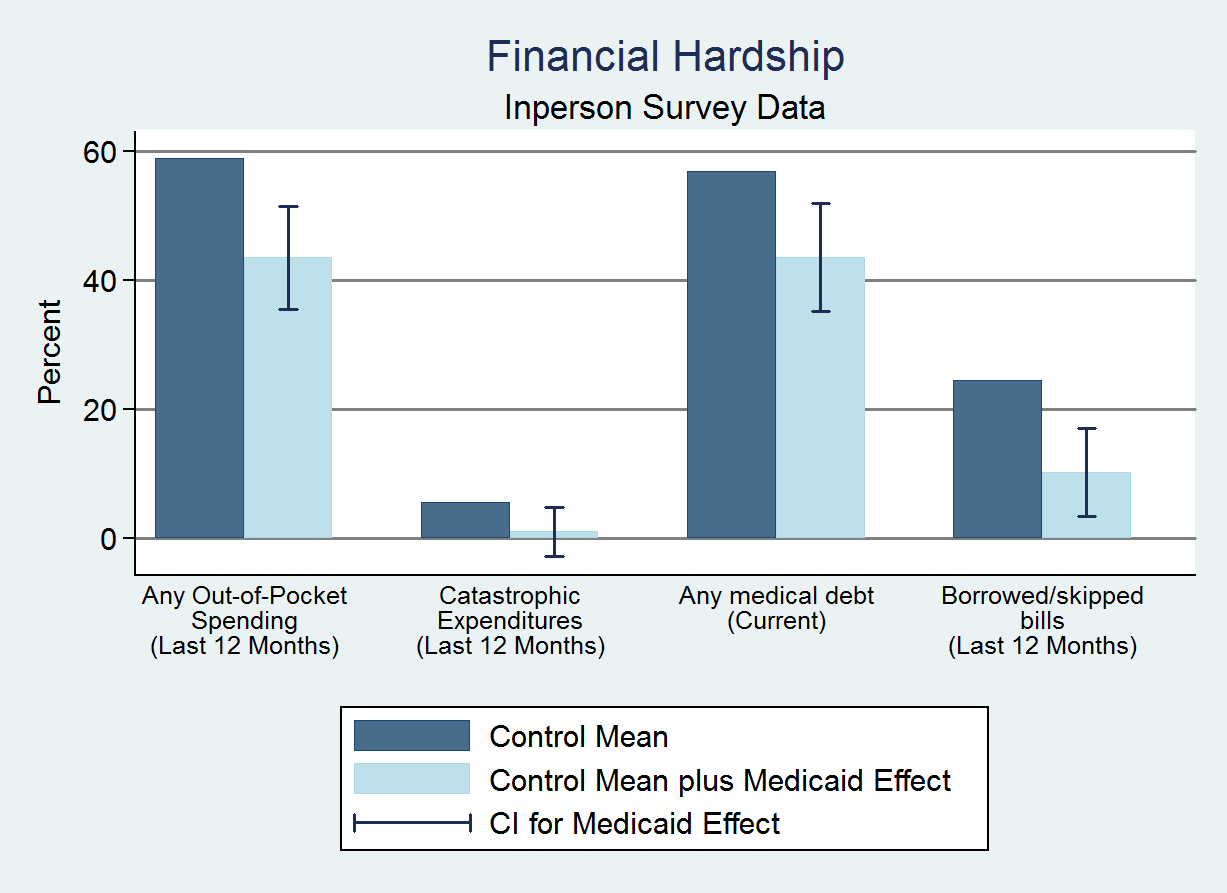 Financial Hardship
Inperson Survey Data
Percent
60
40
20
0
Any Out-of-Pocket
Spending
(Last 12 Months)
Catastrophic
Expenditures
(Last 12 Months)
Any medical debt
(Current)
Borrowed/skipped
bills
(Last 12 Months)
Control Mean
Control Mean plus Medicaid Effect
CI for Medicaid Effect